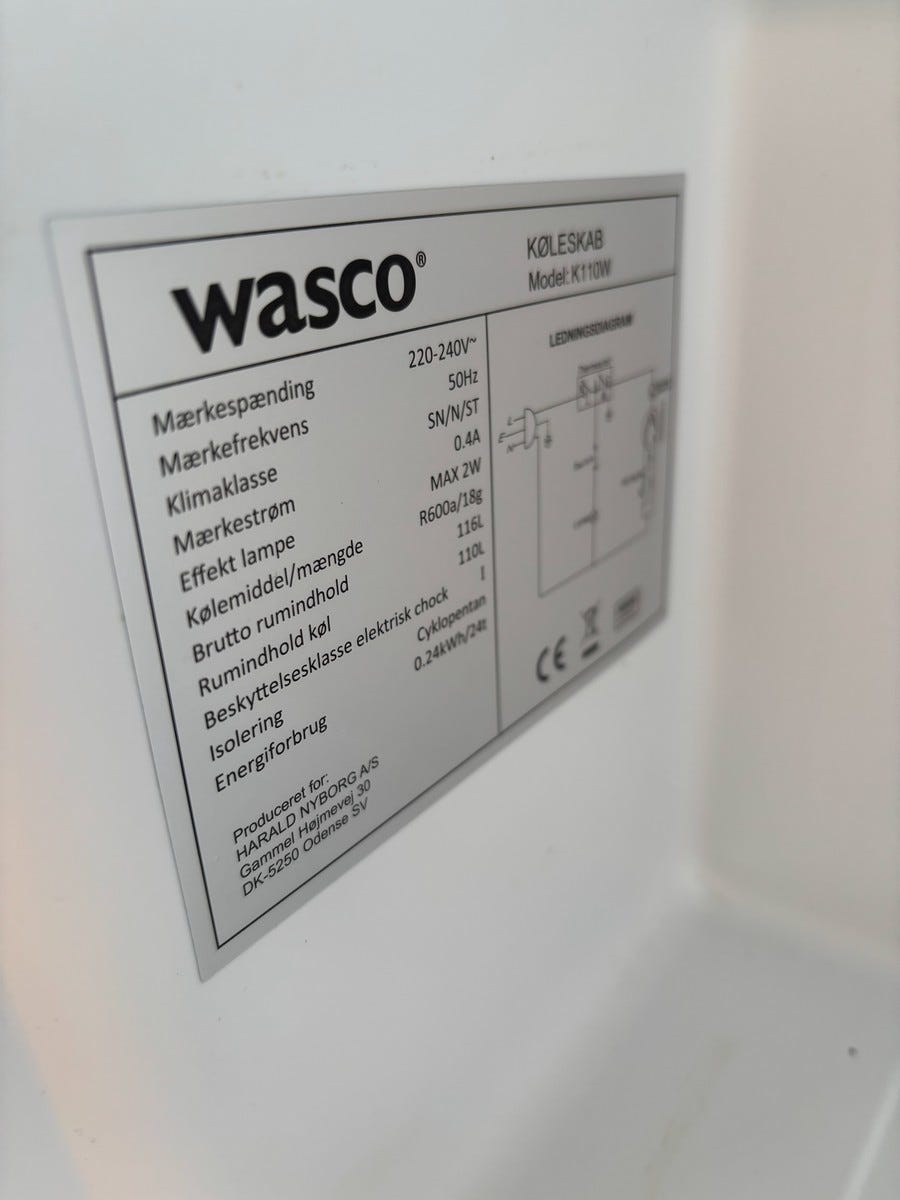 wasco®
KØLESKAB
Model: K110W
Mærkespænding 220-240V~
Mærkefrekvens 50Hz
Klimaklasse SN/N/ST
Mærkestrøm 0.4A
Effekt lampe MAX 2W
Kølemiddel/mængde R600a/18g
Brutto rumindhold 116L
Rumindhold køl 110L
Beskyttelsesklasse elektrisk chock I
Isolering Cyklopentan
Energiforbrug 0.24kWh/24t
Produceret for:
HARALD NYBORG A/S
Gammel Højmevej 30
DK-5250 Odense SV
LEDNINGSDIAGRAM
L
E
N
CE